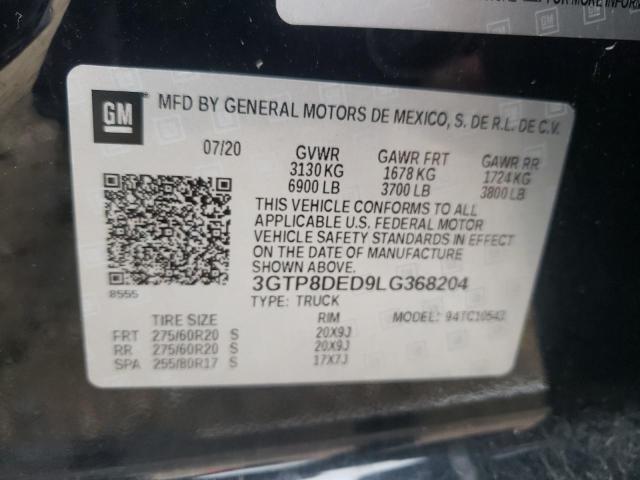 FOR MORE INFORM
GM
MFD BY GENERAL MOTORS DE MEXICO, S. DE R.L. DE C.V.
07/20 GVWR GAWR FRT GAWR RR
3130 KG 1678 KG 1724 KG
6900 LB 3700 LB 3800 LB
THIS VEHICLE CONFORMS TO ALL
APPLICABLE U.S. FEDERAL MOTOR
VEHICLE SAFETY STANDARDS IN EFFECT
ON THE DATE OF MANUFACTURE
SHOWN ABOVE.
8555
3GTP8DED9LG368204
TYPE: TRUCK MODEL: 94TC10543
TIRE SIZE RIM
FRT 275/60R20 S 20X9J
RR 275/60R20 S 20X9J
SPA 255/80R17 S 17X7J